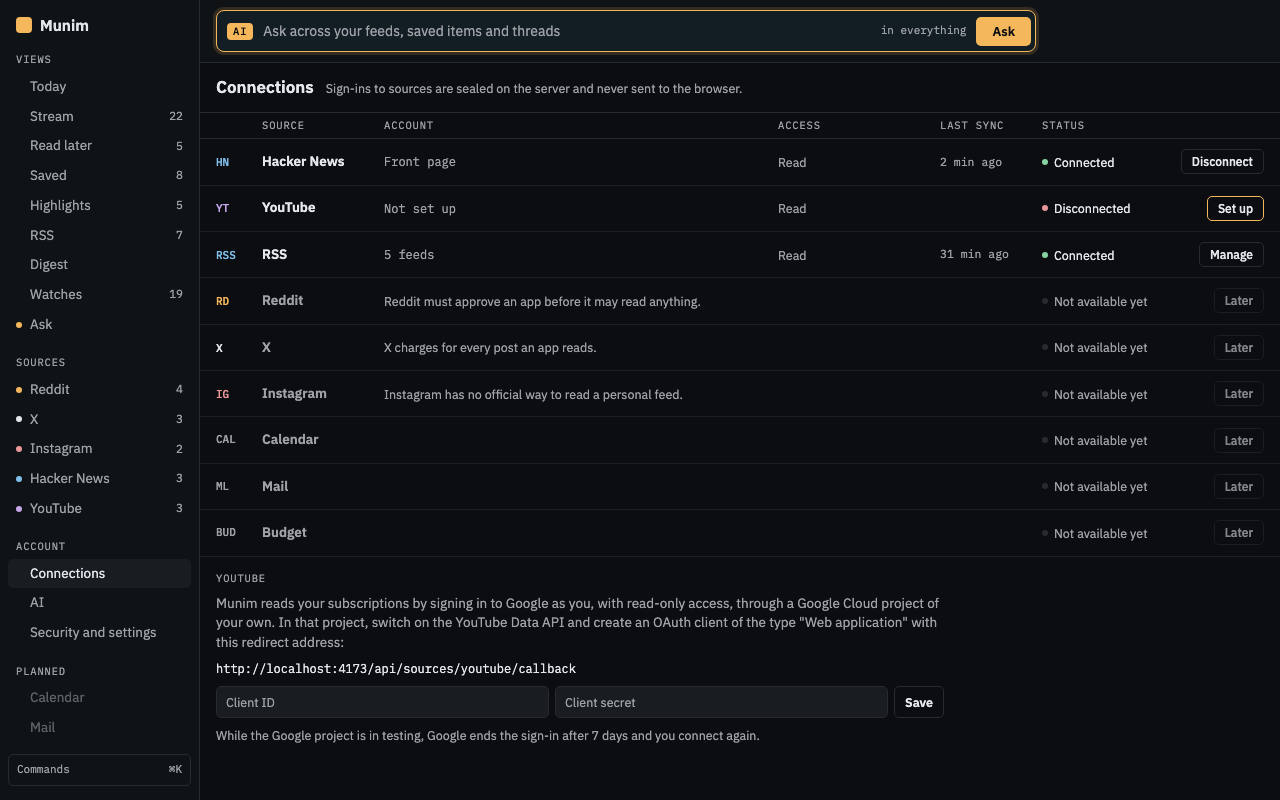 Munim
VIEWS
Today
Stream 22
Read later 5
Saved 8
Highlights 5
RSS 7
Digest
Watches 19
Ask
SOURCES
Reddit 4
X 3
Instagram 2
Hacker News 3
YouTube 3
ACCOUNT
Connections
AI
Security and settings
PLANNED
Calendar
Mail
Commands ⌘K
AI Ask across your feeds, saved items and threads in everything Ask
Connections Sign-ins to sources are sealed on the server and never sent to the browser.
SOURCE ACCOUNT ACCESS LAST SYNC STATUS
HN Hacker News Front page Read 2 min ago Connected Disconnect
YT YouTube Not set up Read Disconnected Set up
RSS RSS 5 feeds Read 31 min ago Connected Manage
RD Reddit Reddit must approve an app before it may read anything. Not available yet Later
X X X charges for every post an app reads. Not available yet Later
IG Instagram Instagram has no official way to read a personal feed. Not available yet Later
CAL Calendar Not available yet Later
ML Mail Not available yet Later
BUD Budget Not available yet Later
YOUTUBE
Munim reads your subscriptions by signing in to Google as you, with read-only access, through a Google Cloud project of
your own. In that project, switch on the YouTube Data API and create an OAuth client of the type "Web application" with
this redirect address:
http://localhost:4173/api/sources/youtube/callback
Client ID Client secret Save
While the Google project is in testing, Google ends the sign-in after 7 days and you connect again.